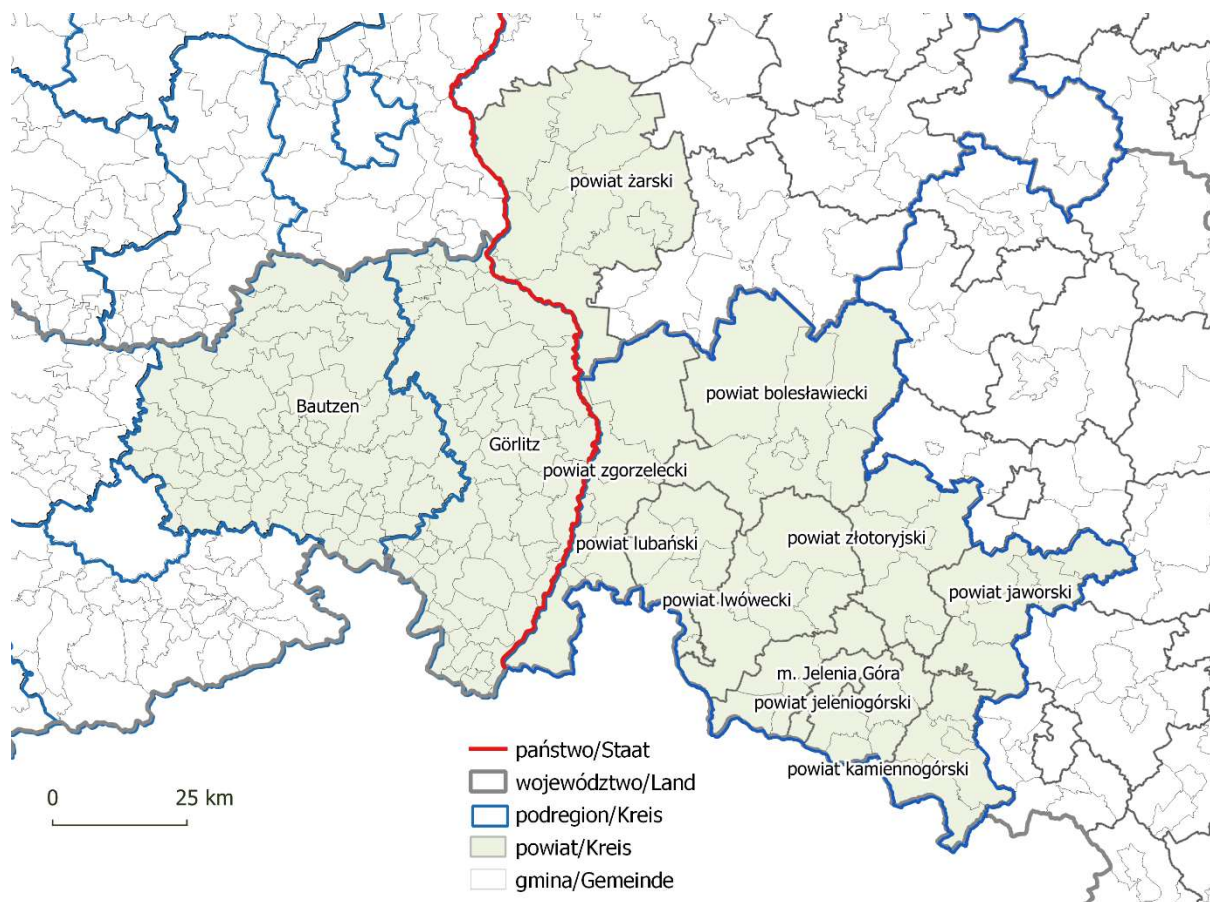 powiat żarski
powiat bolesławiecki
Bautzen
Görlitz
powiat zgorzelecki
powiat lubański
powiat złotoryjski
powiat lwówecki
powiat jaworski
m. Jelenia Góra
powiat jeleniogórski
powiat kamiennogórski
państwo/Staat
województwo/Land
podregion/Kreis
powiat/Kreis
gmina/Gemeinde
0 25 km